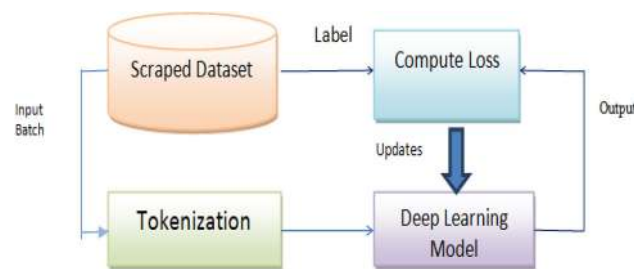 Label
Scraped Dataset
Compute Loss
Input
Batch
Output
Updates
Tokenization
Deep Learning
Model